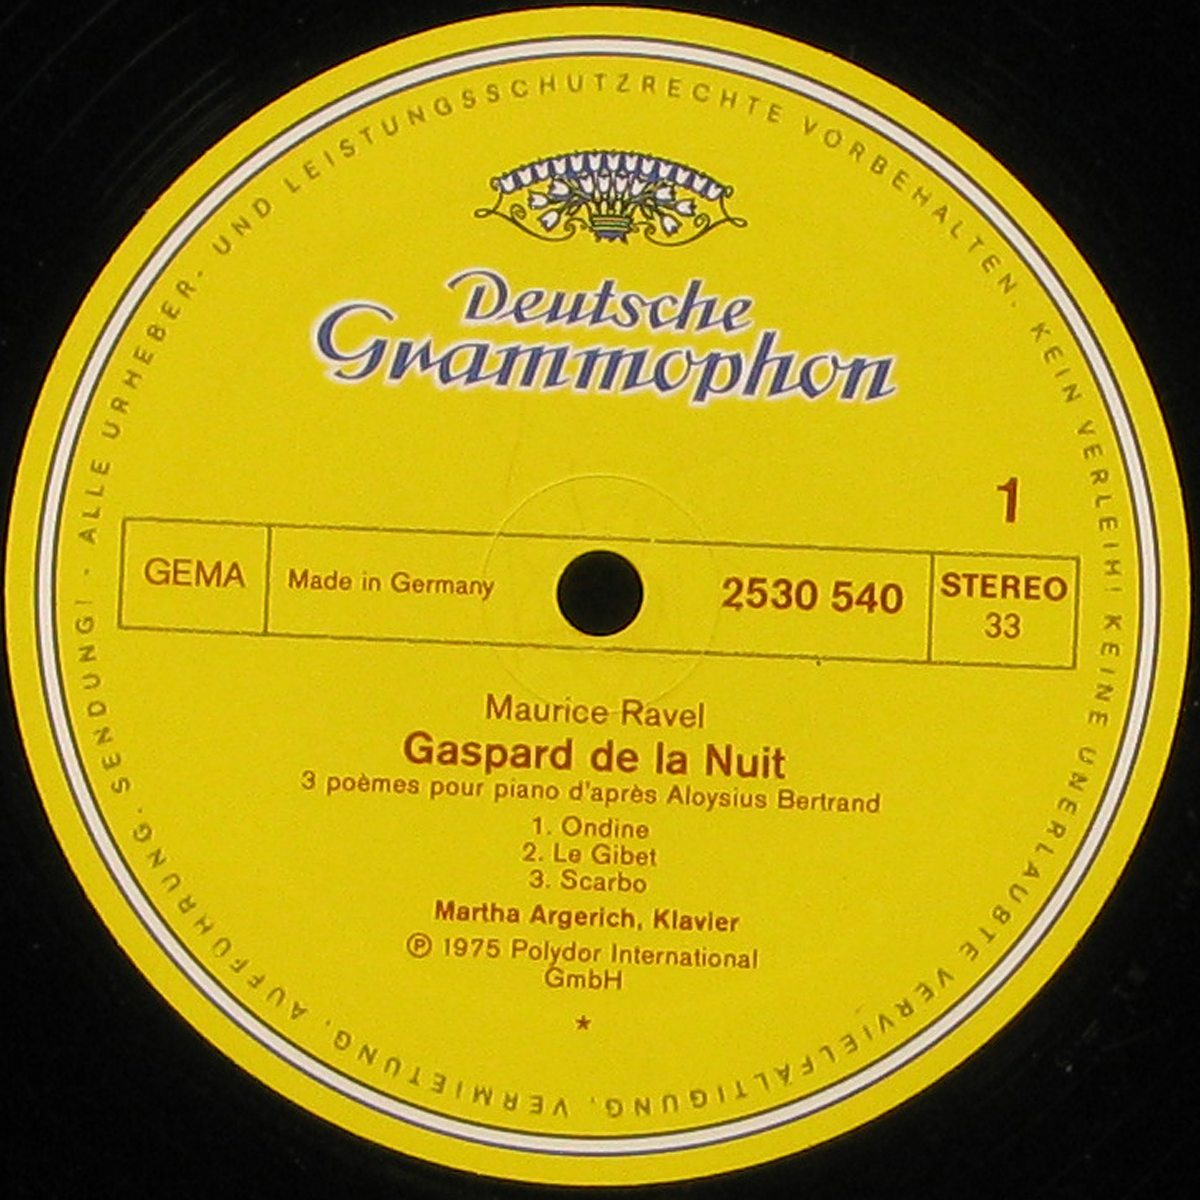 ALLE URHEBER- UND LEISTUNGSSCHUTZRECHTE VORBEHALTEN. KEIN VERLEIH! KEINE UNERLAUBTE VERVIELFÄLTIGUNG, VERMIETUNG, AUFFÜHRUNG, SENDUNG! ·
Deutsche
Grammophon
1
GEMA
Made in Germany
2530 540
STEREO
33
Maurice Ravel
Gaspard de la Nuit
3 poèmes pour piano d'après Aloysius Bertrand
1. Ondine
2. Le Gibet
3. Scarbo
Martha Argerich, Klavier
Ⓟ 1975 Polydor International
GmbH
*